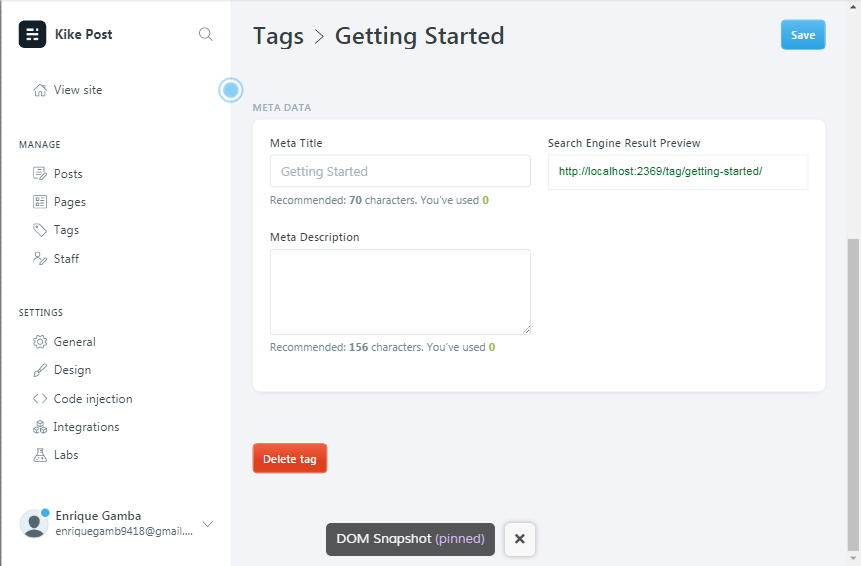 Kike Post
View site
MANAGE
Posts
Pages
Tags
Staff
SETTINGS
General
Design
Code injection
Integrations
Labs
Enrique Gamba
enriquegamb9418@gmail....
Tags > Getting Started
Save
META DATA
Meta Title
Getting Started
Recommended: 70 characters. You've used 0
Search Engine Result Preview
http://localhost:2369/tag/getting-started/
Meta Description
Recommended: 156 characters. You've used 0
Delete tag
DOM Snapshot (pinned)